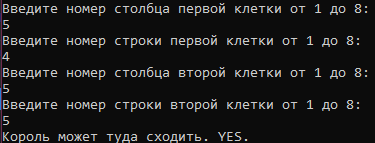 Введите номер столбца первой клетки от 1 до 8:
5
Введите номер строки первой клетки от 1 до 8:
4
Введите номер столбца второй клетки от 1 до 8:
5
Введите номер строки второй клетки от 1 до 8:
5
Король может туда сходить. YES.